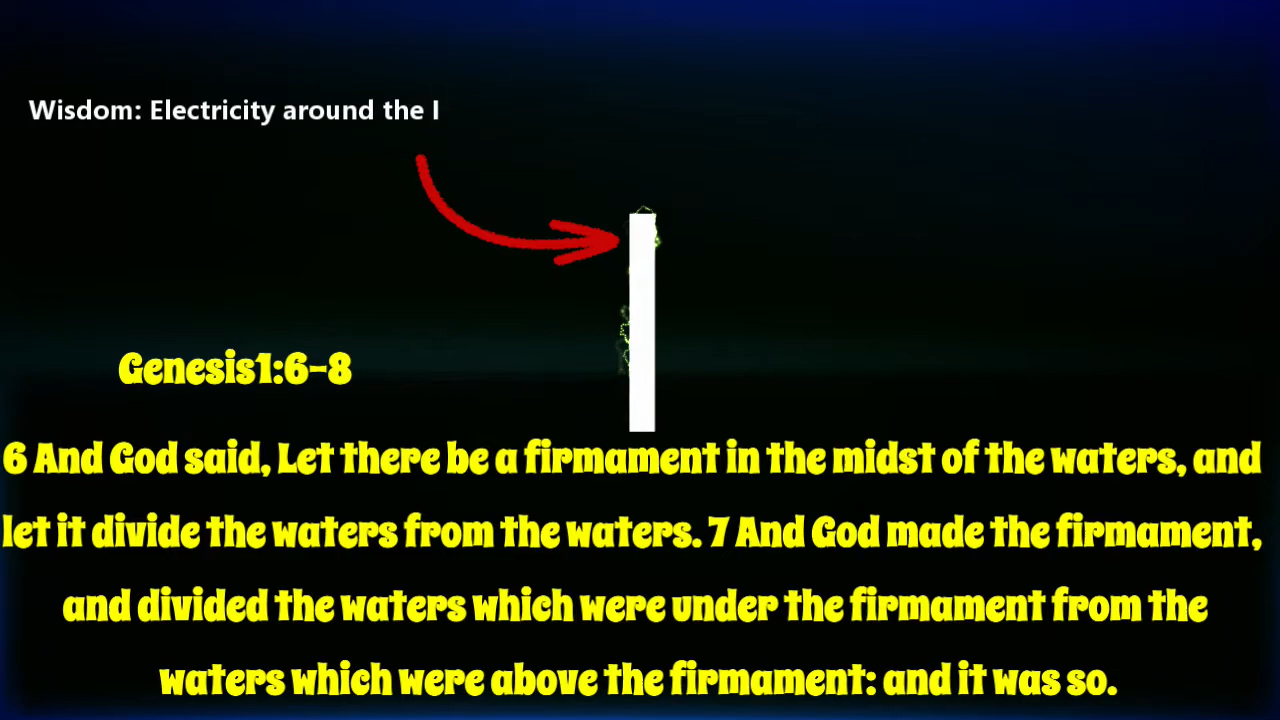 Wisdom: Electricity around the I
Genesis1:6-8
6 And God said, Let there be a firmament in the midst of the waters, and
let it divide the waters from the waters. 7 And God made the firmament,
and divided the waters which were under the firmament from the
waters which were above the firmament: and it was so.